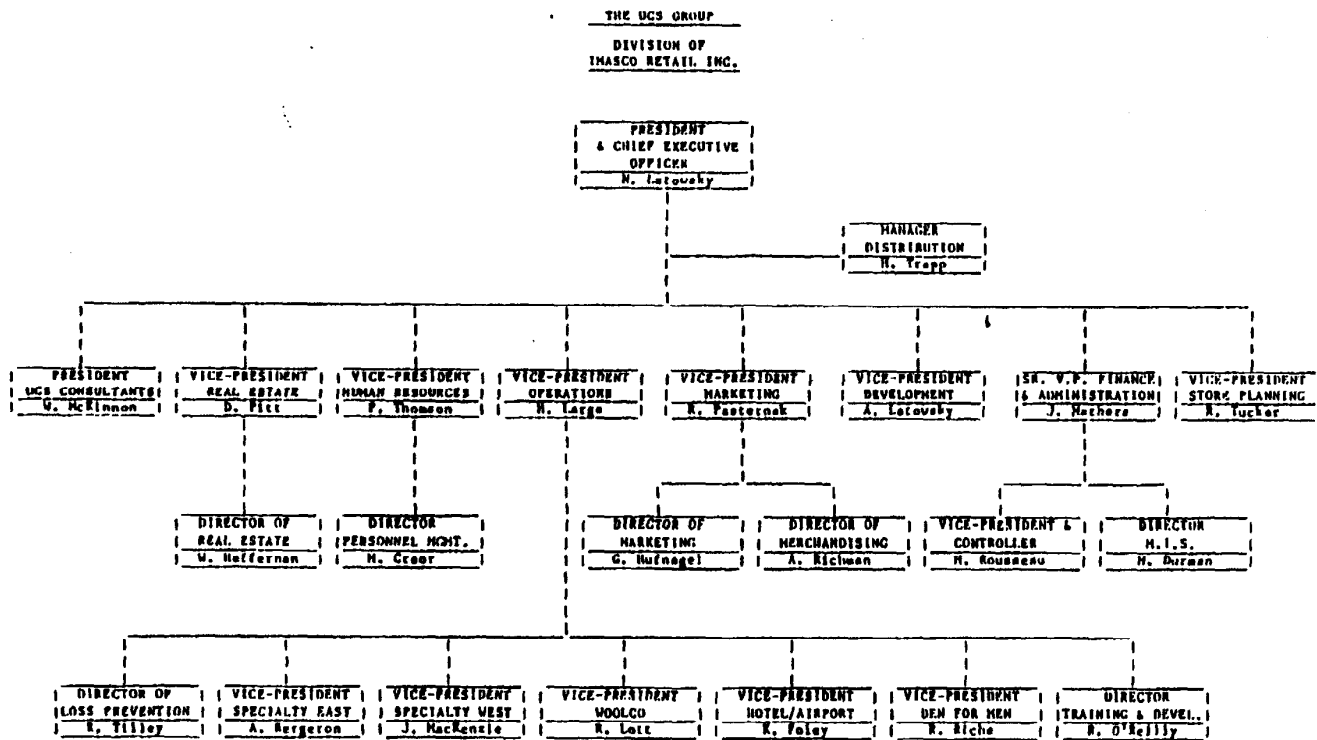 THE UCS GROUP
DIVISION OF
IMASCO RETAIL INC.
PRESIDENT
& CHIEF EXECUTIVE
OFFICER
N. Latowsky
MANAGER
DISTRIBUTION
H. Trapp
PRESIDENT
UCS CONSULTANTS
W. McKinnon
VICE-PRESIDENT
REAL ESTATE
D. Pitt
VICE-PRESIDENT
HUMAN RESOURCES
P. Thomson
VICE-PRESIDENT
OPERATIONS
Large
VICE-PRESIDENT
MARKETING
Pasternak
VICE-PRESIDENT
DEVELOPMENT
A. Latovsky
SR. V.P. FINANCE
& ADMINISTRATION
J. Mathers
VICE-PRESIDENT
STORE PLANNING
R. Tucker
DIRECTOR OF
REAL ESTATE
W. Heffernan
DIRECTOR
PERSONNEL MGMT.
M. Greer
DIRECTOR OF
MARKETING
G. Hufnagel
DIRECTOR OF
MERCHANDISING
A. Richman
VICE-PRESIDENT &
CONTROLLER
M. Rousseau
DIRECTOR
M.I.S.
M. Durman
DIRECTOR OF
LOSS PREVENTION
Tilley
VICE-PRESIDENT
SPECIALTY EAST
A. Bergeron
VICE-PRESIDENT
SPECIALTY WEST
J. MacKenzie
VICE-PRESIDENT
WOOLCO
R. Lott
VICE-PRESIDENT
HOTEL/AIRPORT
K. Foley
VICE-PRESIDENT
DEN FOR MEN
R. Riche
DIRECTOR
TRAINING & DEVEL.
R. O'Reilly